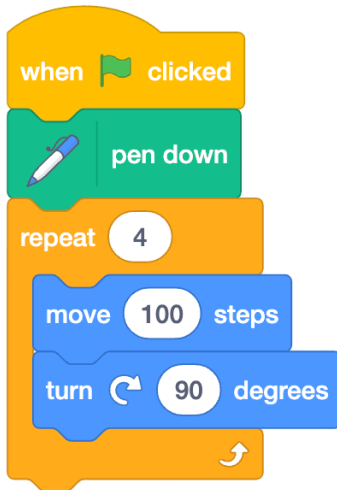 when clicked
pen down
repeat 4
move 100 steps
turn 90 degrees